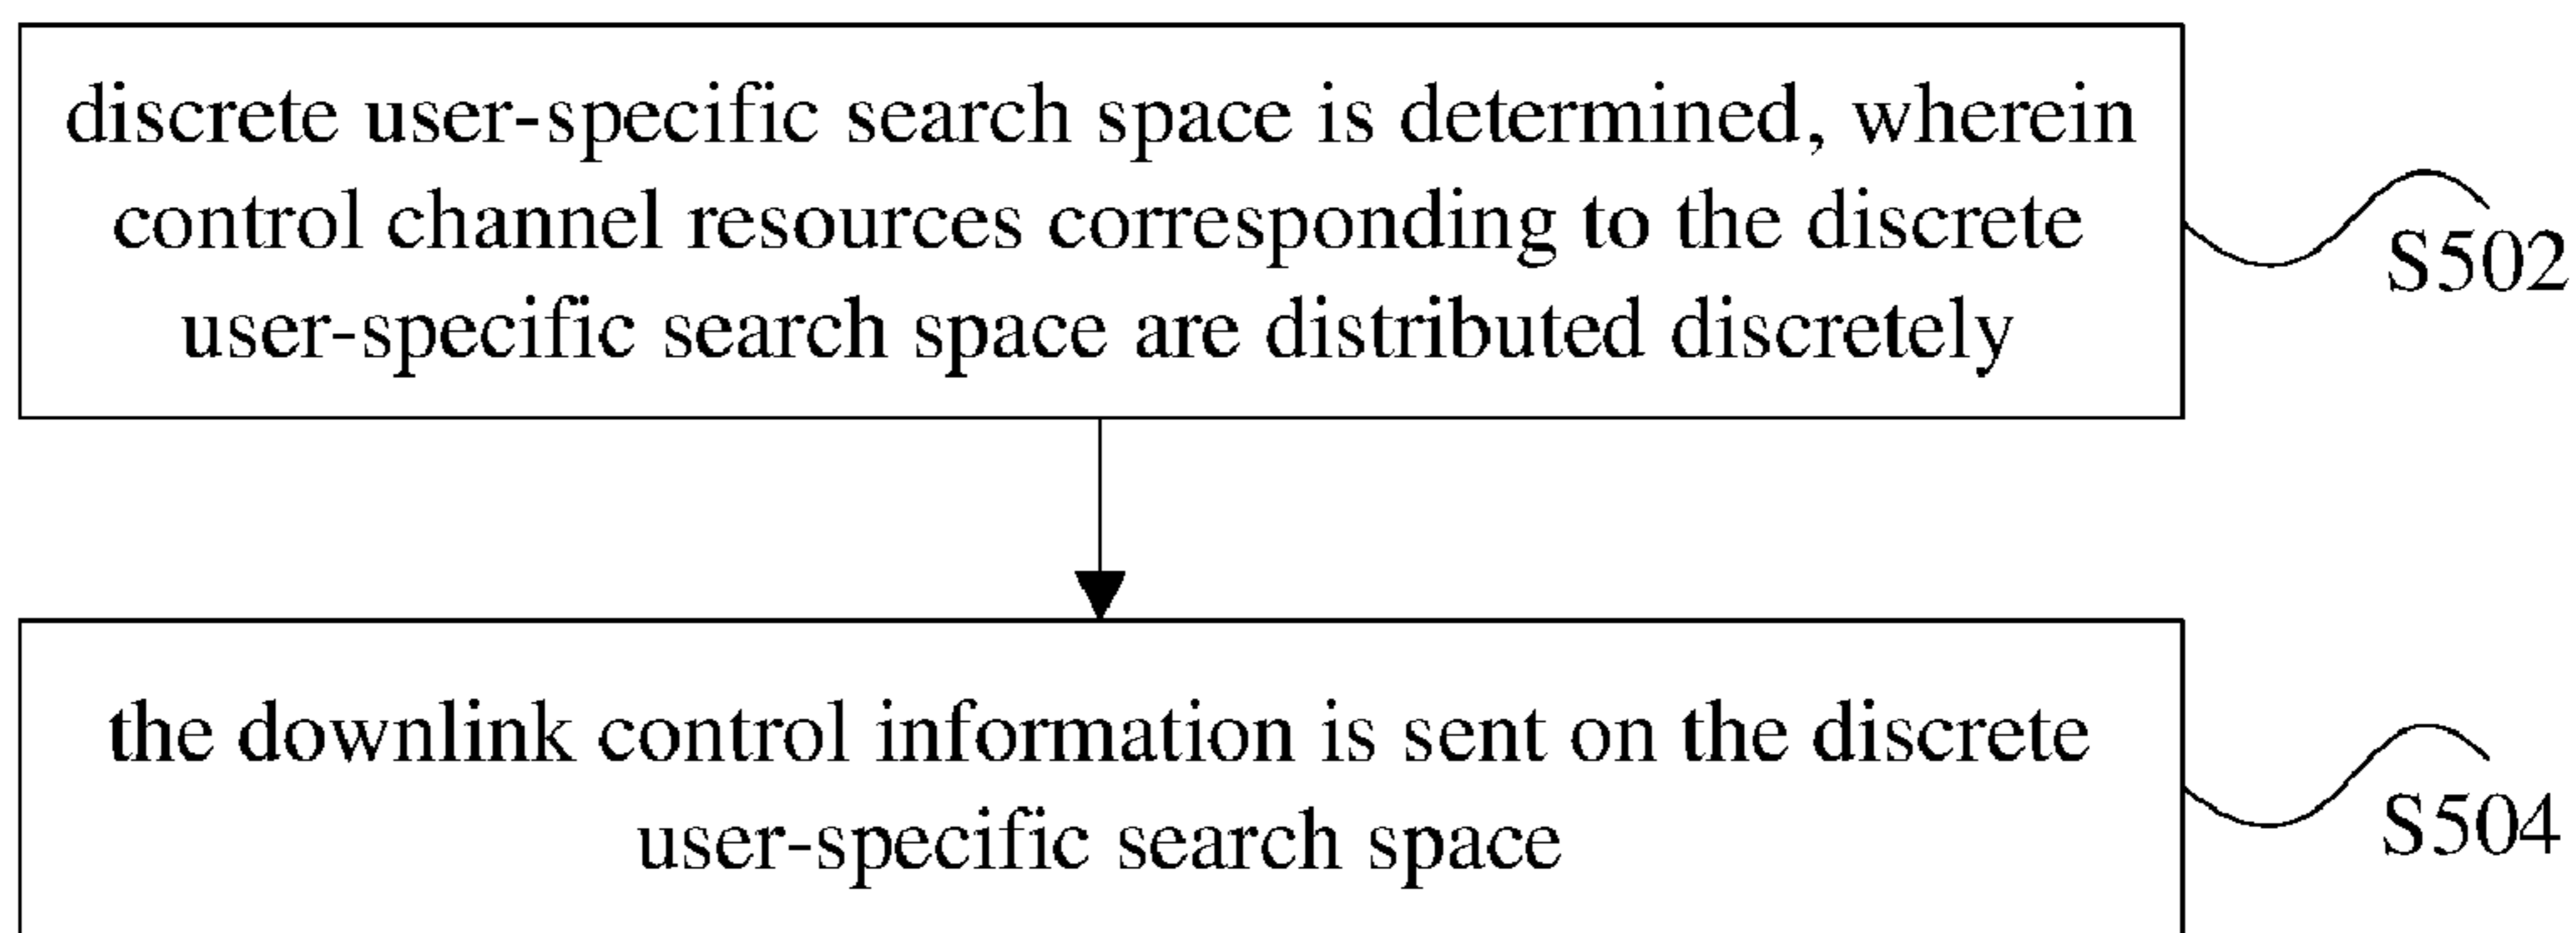 discrete user-specific search space is determined, wherein
control channel resources corresponding to the discrete
user-specific search space are distributed discretely
S502
the downlink control information is sent on the discrete
user-specific search space
S504